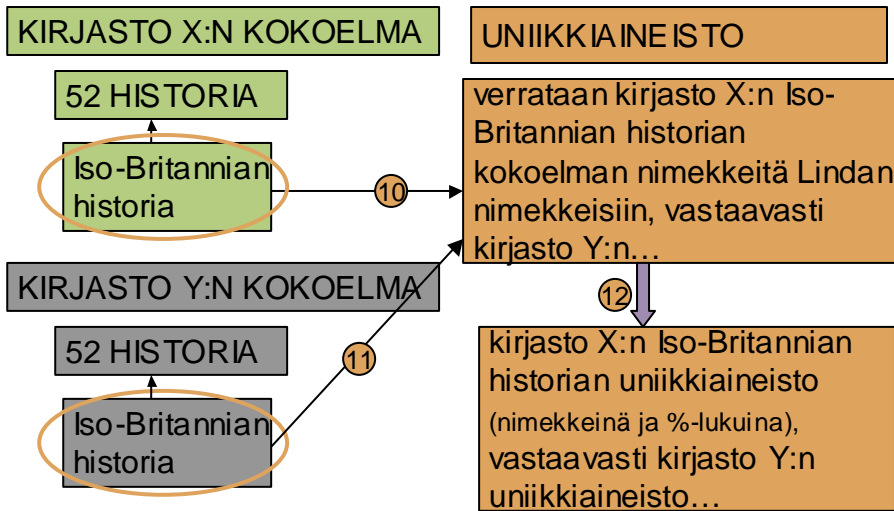 KIRJASTO X:N KOKOELMA
52 HISTORIA
Iso-Britannian
historia
10
KIRJASTO Y:N KOKOELMA
52 HISTORIA
Iso-Britannian
historia
11
UNIIKKIAINEISTO
verrataan kirjasto X:n Iso-
Britannian historian
kokoelman nimekkeitä Lindan
nimekkeisiin, vastaavasti
kirjasto Y:n…
12
kirjasto X:n Iso-Britannian
historian uniikkiaineisto
(nimekkeinä ja %-lukuina),
vastaavasti kirjasto Y:n
uniikkiaineisto…